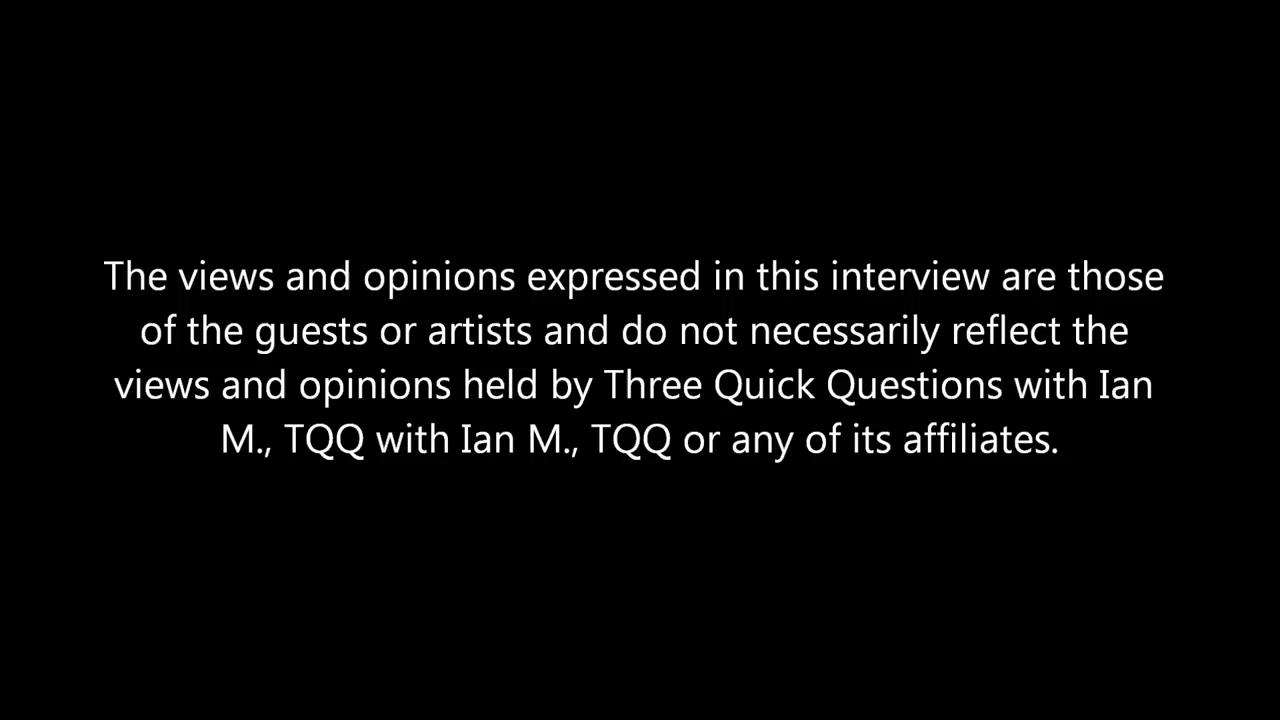 The views and opinions expressed in this interview are those
of the guests or artists and do not necessarily reflect the
views and opinions held by Three Quick Questions with Ian
M., TQQ with Ian M., TQQ or any of its affiliates.